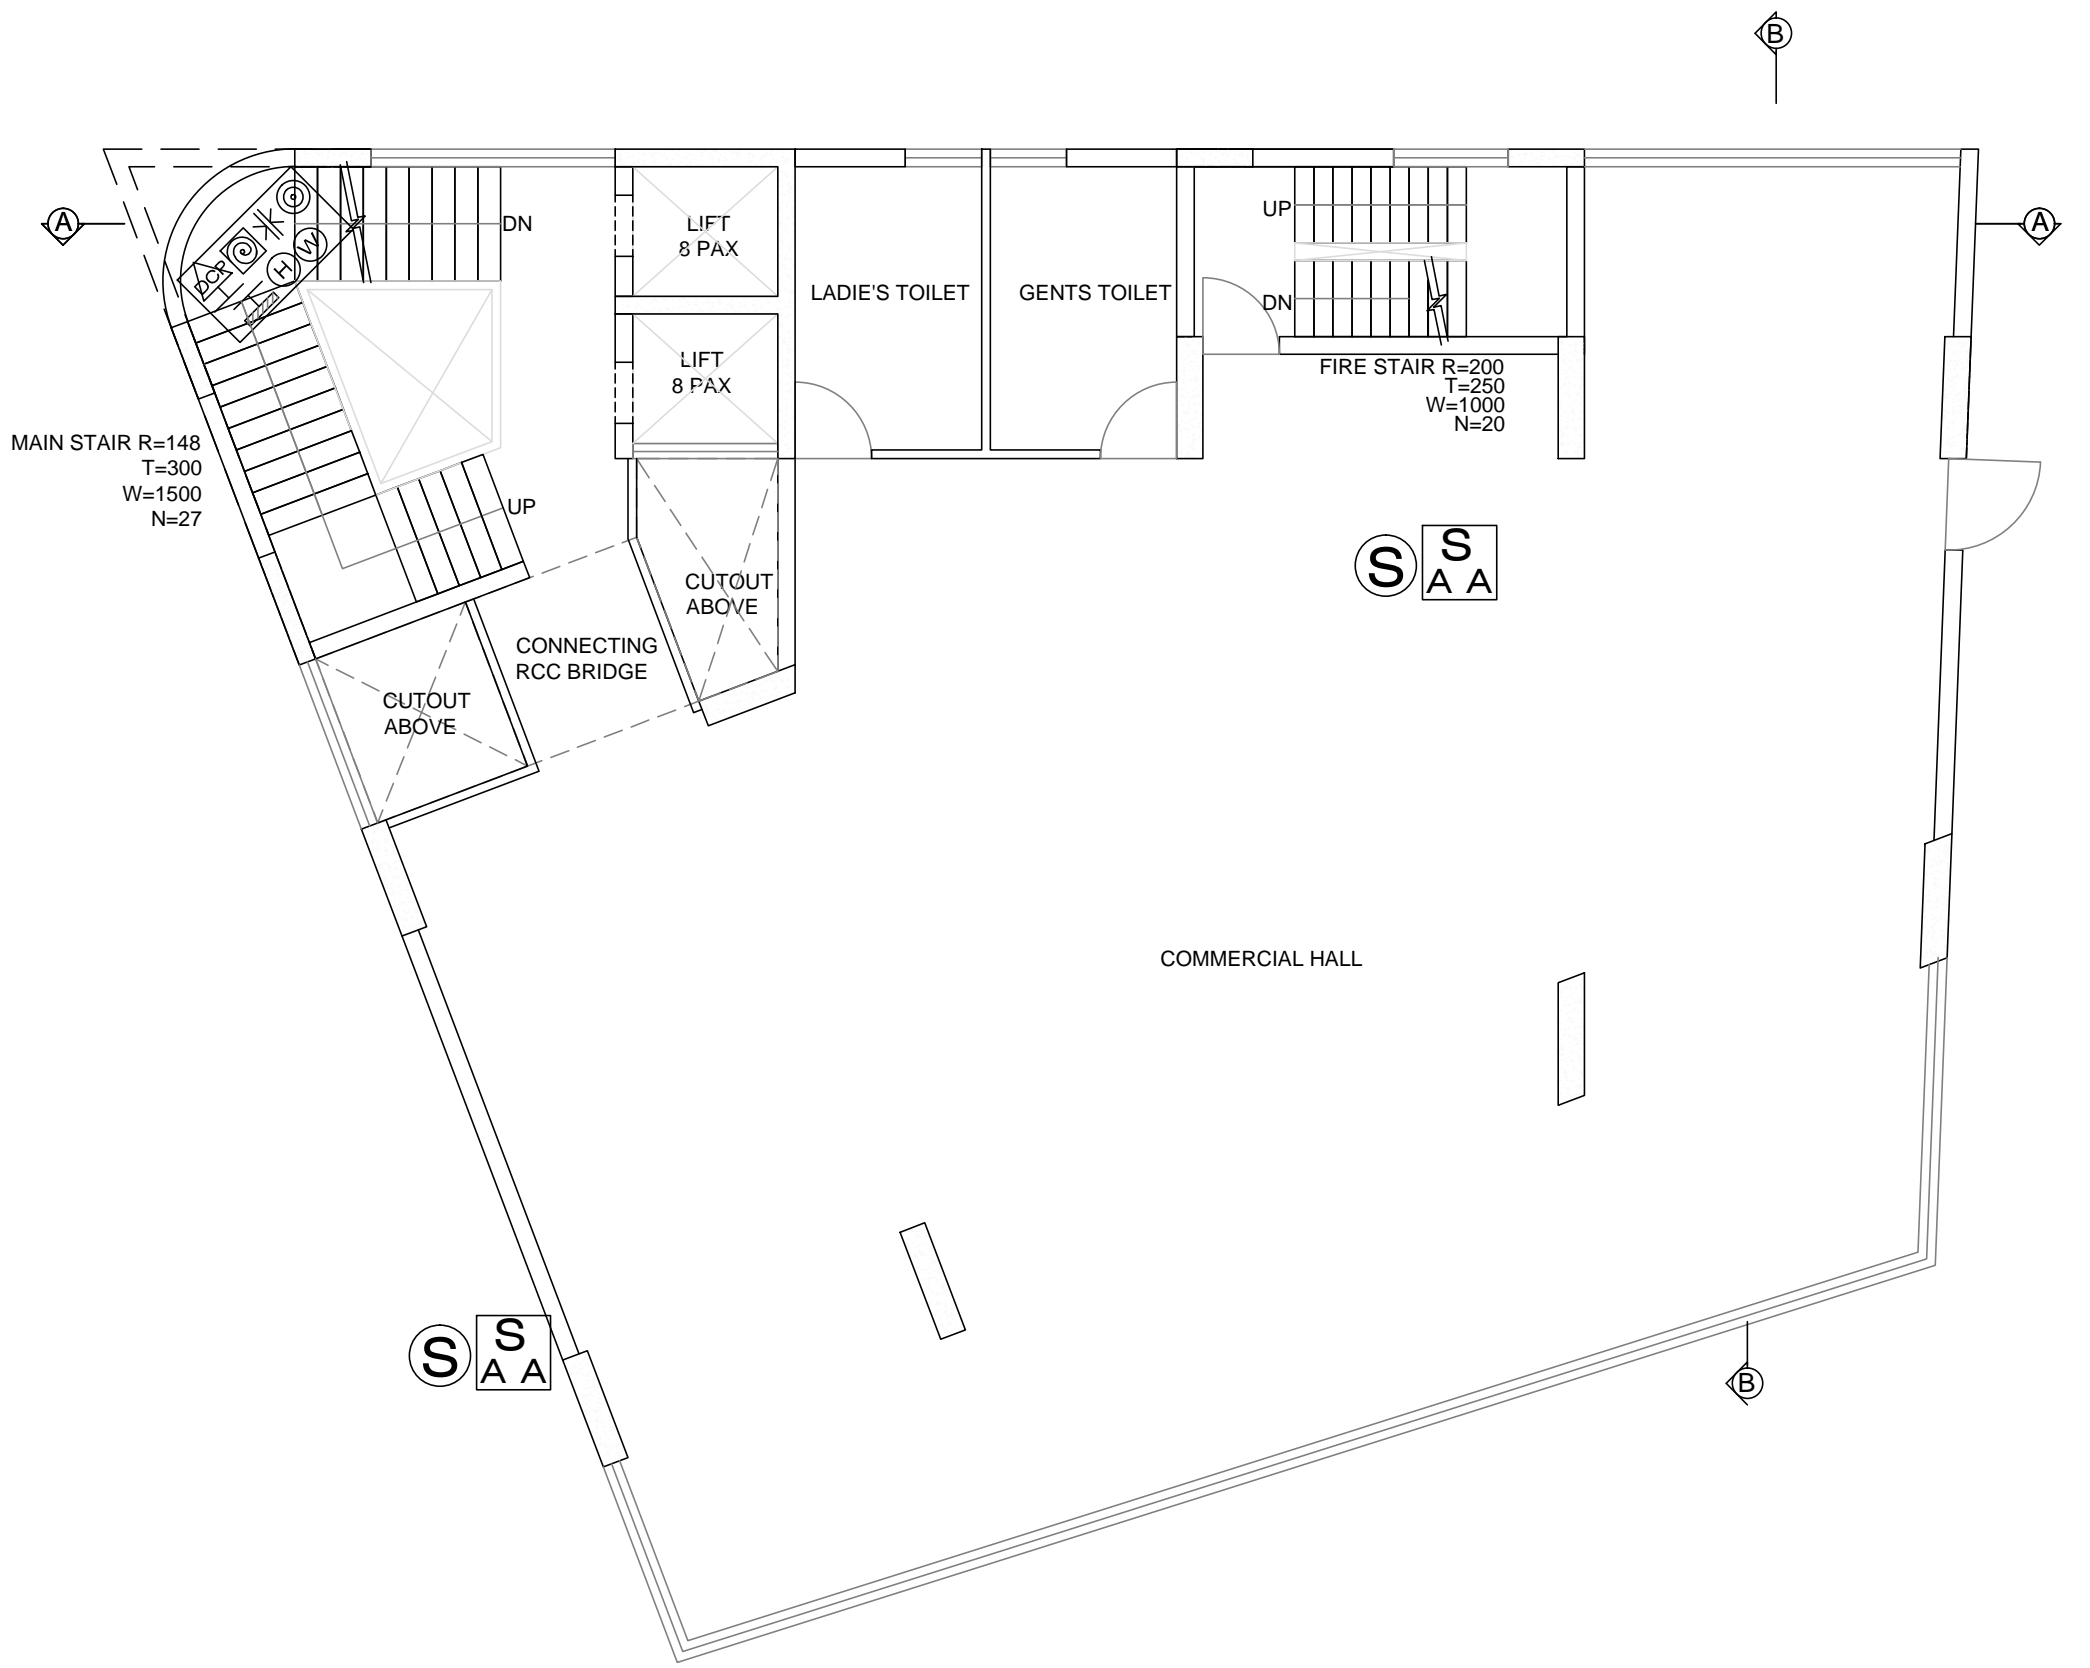 B
A
A
DCP
H
W
DN
LIFT
8 PAX
LADIE'S TOILET
GENTS TOILET
UP
DN
LIFT
8 PAX
FIRE STAIR R=200
T=250
W=1000
N=20
MAIN STAIR R=148
T=300
W=1500
N=27
UP
S
S
A A
CUTOUT
ABOVE
CONNECTING
RCC BRIDGE
CUTOUT
ABOVE
COMMERCIAL HALL
S
S
A A
B